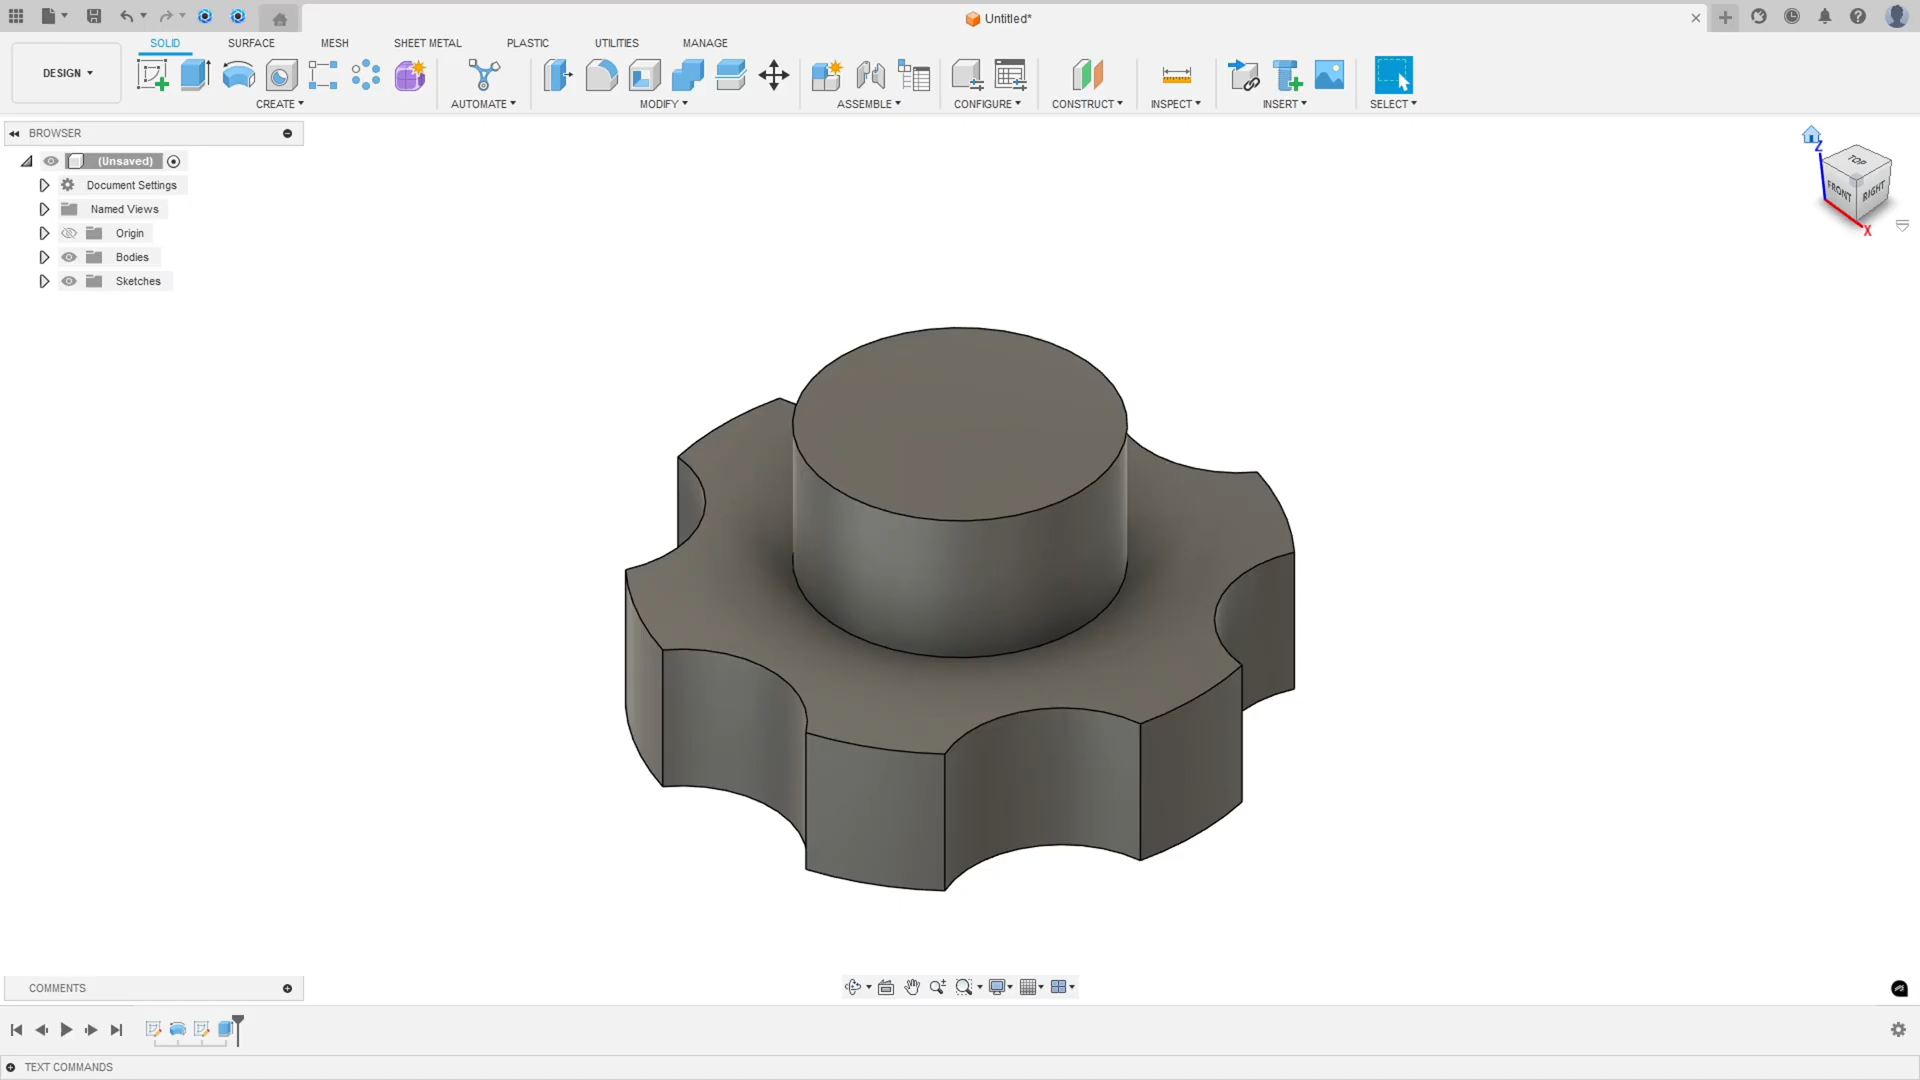 Untitled*
SOLID SURFACE MESH SHEET METAL PLASTIC UTILITIES MANAGE
DESIGN
CREATE AUTOMATE MODIFY ASSEMBLE CONFIGURE CONSTRUCT INSPECT INSERT SELECT
BROWSER
(Unsaved)
Document Settings
Named Views
Origin
Bodies
Sketches
Z
TOP
FRONT
RIGHT
X
COMMENTS
TEXT COMMANDS